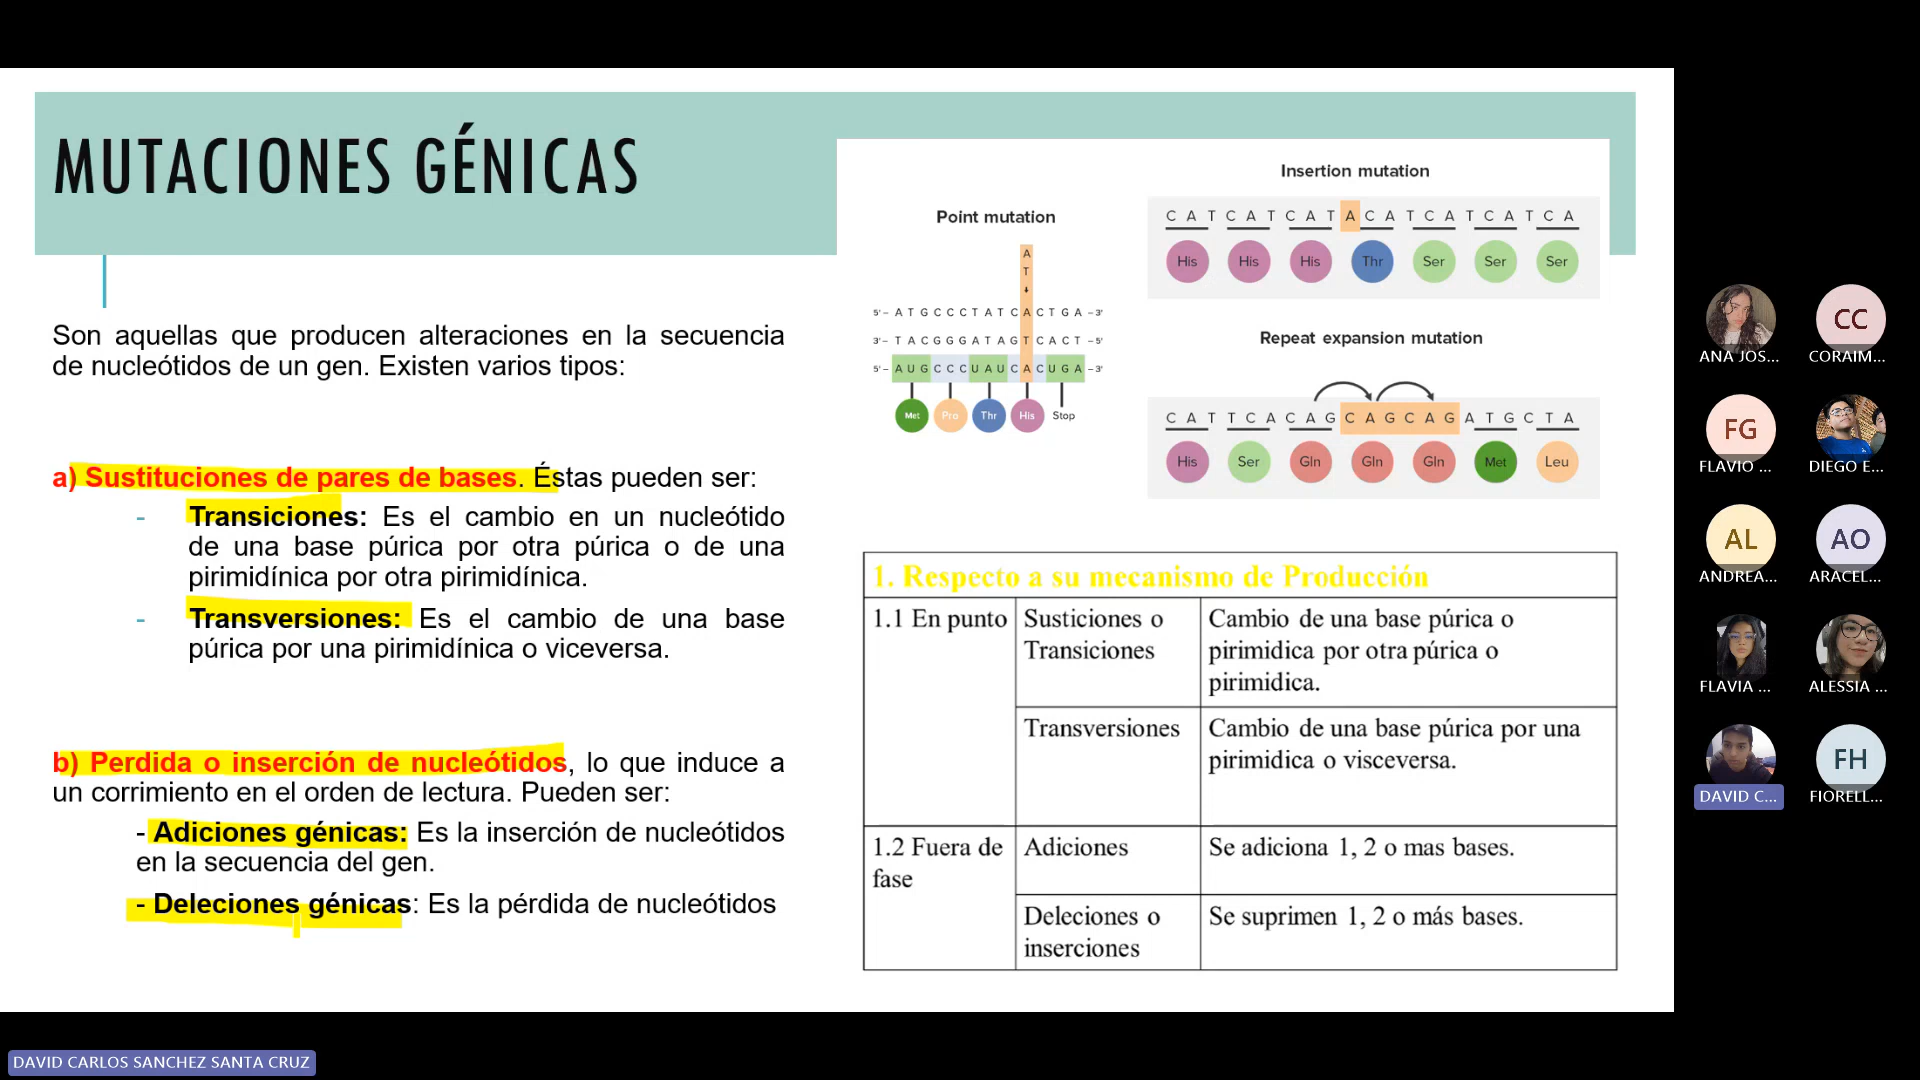 MUTACIONES GÉNICAS
Son aquellas que producen alteraciones en la secuencia
de nucleótidos de un gen. Existen varios tipos:
a) Sustituciones de pares de bases. Éstas pueden ser:
- Transiciones: Es el cambio en un nucleótido
de una base púrica por otra púrica o de una
pirimidínica por otra pirimidínica.
- Transversiones: Es el cambio de una base
púrica por una pirimidínica o viceversa.
b) Perdida o inserción de nucleótidos, lo que induce a
un corrimiento en el orden de lectura. Pueden ser:
- Adiciones génicas: Es la inserción de nucleótidos
en la secuencia del gen.
- Deleciones génicas: Es la pérdida de nucleótidos
Point mutation
A
T
5'– A T G C C C T A T C A C T G A –3'
3'– T A C G G G A T A G T C A C T –5'
5'– A U G C C C U A U C A C U G A –3'
Met Pro Thr His Stop
Insertion mutation
C A T C A T C A T A C A T C A T C A T C A
His His His Thr Ser Ser Ser
Repeat expansion mutation
C A T T C A C A G C A G C A G A T G C T A
His Ser Gln Gln Gln Met Leu
1. Respecto a su mecanismo de Producción
1.1 En punto
Susticiones o
Transiciones
Cambio de una base púrica o
pirimidica por otra púrica o
pirimidica.
Transversiones
Cambio de una base púrica por una
pirimidica o visceversa.
1.2 Fuera de
fase
Adiciones
Se adiciona 1, 2 o mas bases.
Deleciones o
inserciones
Se suprimen 1, 2 o más bases.
ANA JOS...
CC
CORAIM...
FG
FLAVIO ...
DIEGO E...
AL
ANDREA...
AO
ARACEL...
FLAVIA ...
ALESSIA ...
DAVID C...
FH
FIORELL...
DAVID CARLOS SANCHEZ SANTA CRUZ